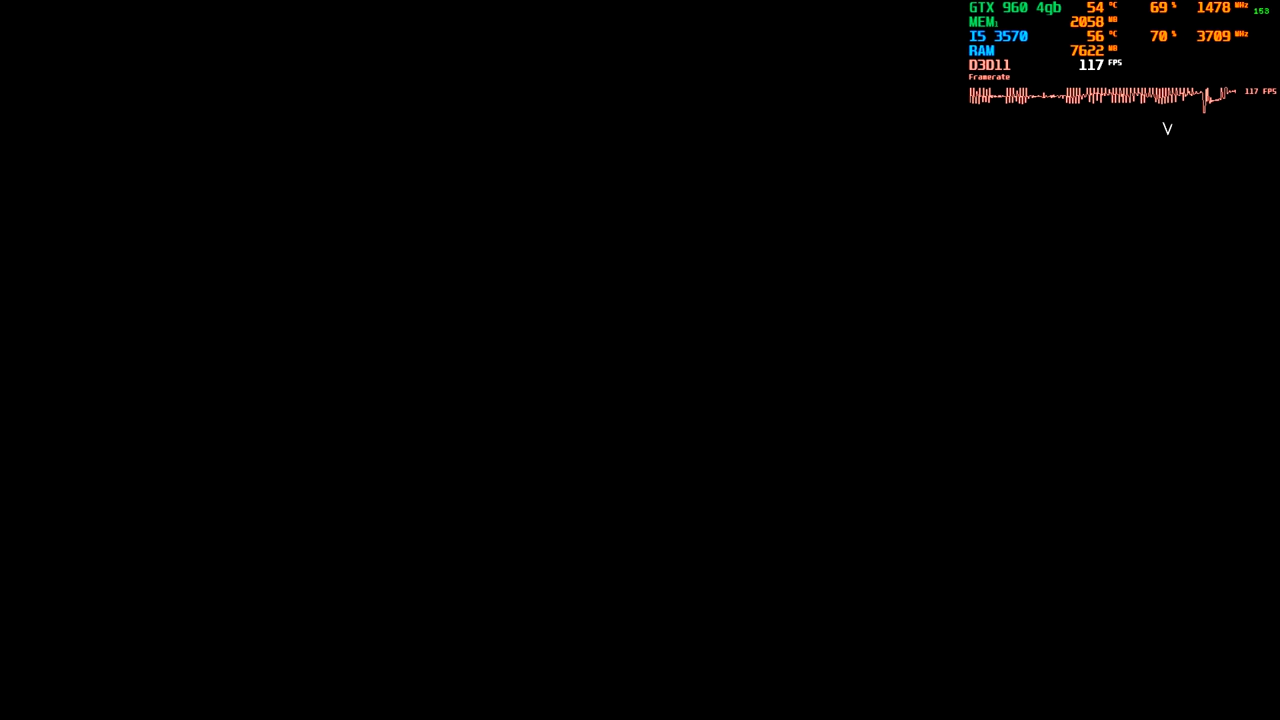 GTX 960 4gb 54 °C 69 % 1478 MHz 153
MEM1 2058 MB
I5 3570 56 °C 70 % 3709 MHz
RAM 7622 MB
D3D11 117 FPS
Framerate
117 FPS
V